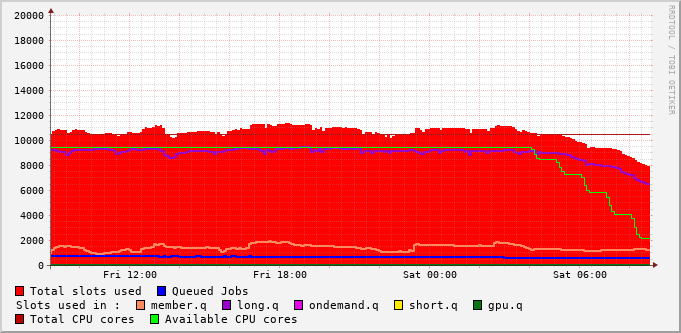 20000
18000
16000
14000
12000
10000
8000
6000
4000
2000
0
Fri 12:00 Fri 18:00 Sat 00:00 Sat 06:00
RRDTOOL / TOBI OETIKER
Total slots used Queued Jobs
Slots used in : member.q long.q ondemand.q short.q gpu.q
Total CPU cores Available CPU cores